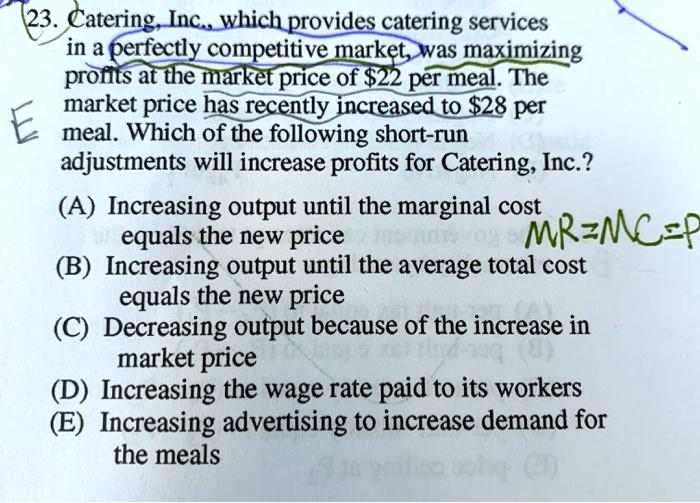 23. Catering, Inc., which provides catering services
in a perfectly competitive market, was maximizing
profits at the market price of $22 per meal. The
market price has recently increased to $28 per
E meal. Which of the following short-run
adjustments will increase profits for Catering, Inc.?
(A) Increasing output until the marginal cost
equals the new price MR=MC=P
(B) Increasing output until the average total cost
equals the new price
(C) Decreasing output because of the increase in
market price
(D) Increasing the wage rate paid to its workers
(E) Increasing advertising to increase demand for
the meals